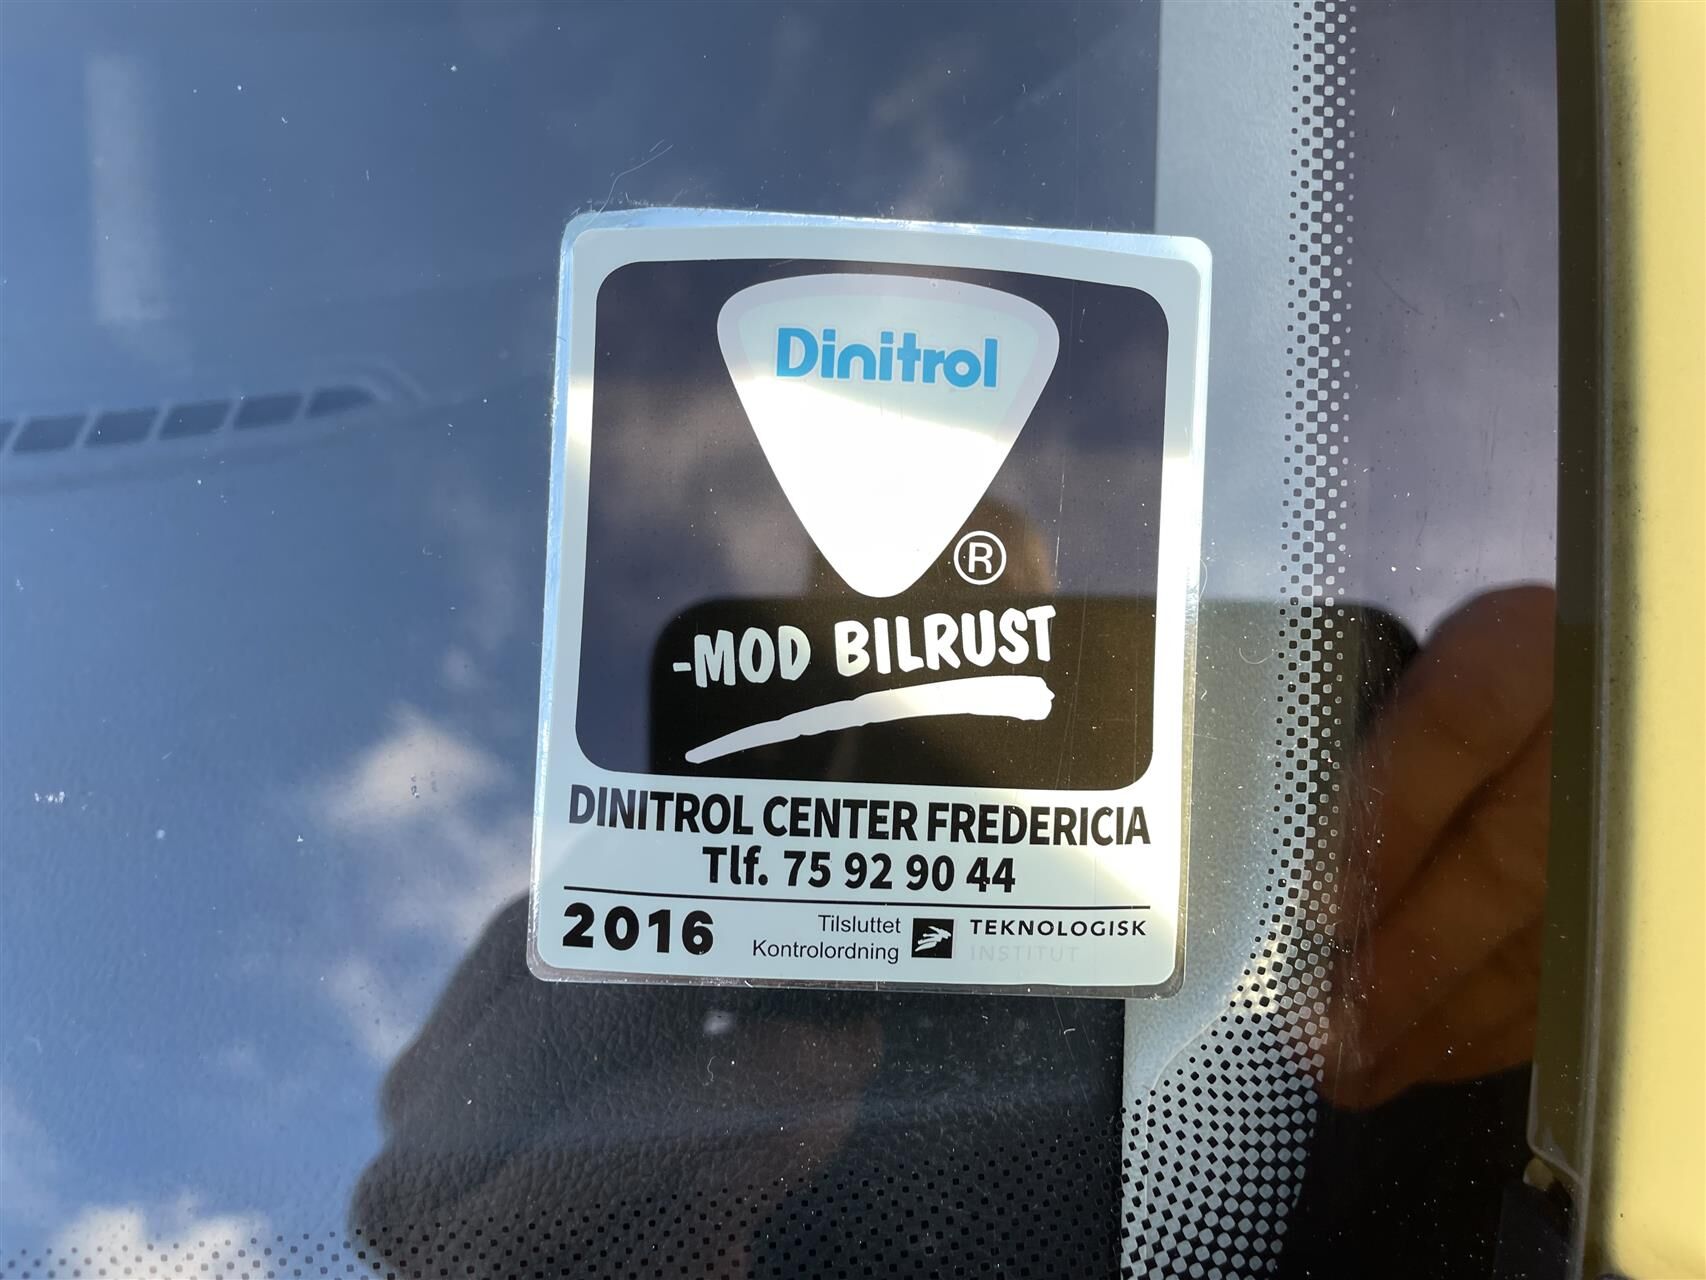 Dinitrol
®
-MOD BILRUST
DINITROL CENTER FREDERICIA
Tlf. 75 92 90 44
2016
Tilsluttet
Kontrolordning
TEKNOLOGISK
INSTITUT